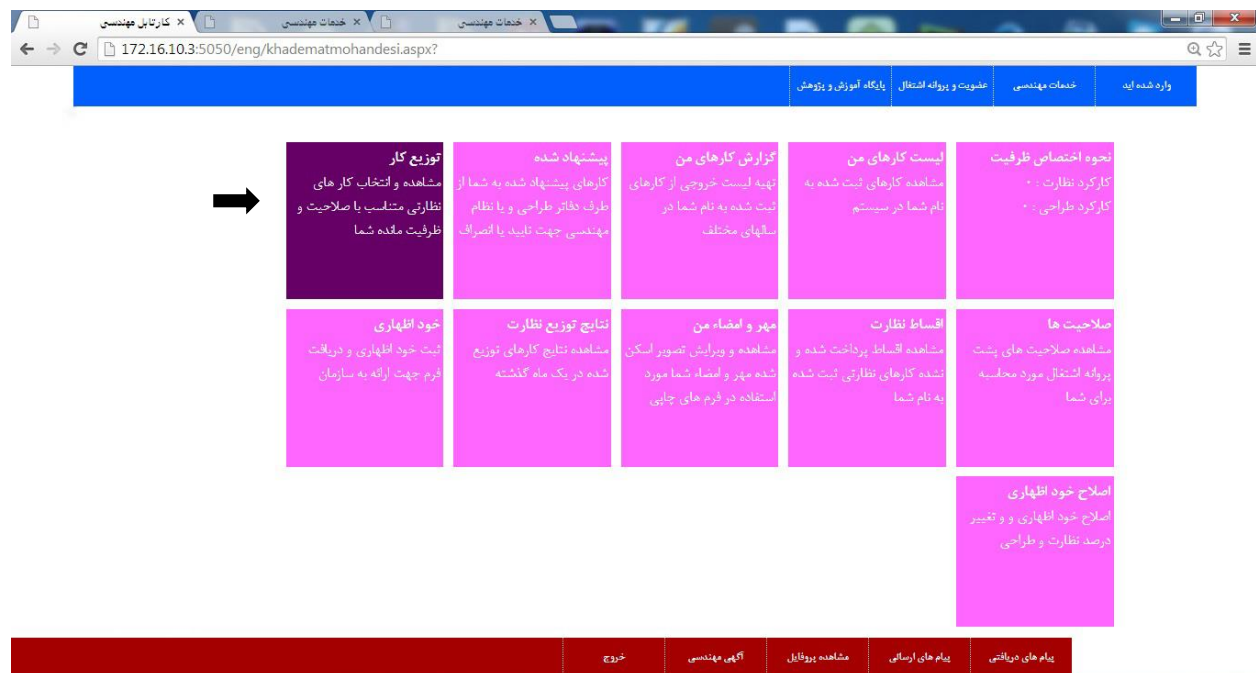 کارتابل مهندسی
خدمات مهندسی
خدمات مهندسی
172.16.10.3:5050/eng/khadematmohandesi.aspx?
وارد شده اید
خدمات مهندسی
عضویت و پروانه اشتغال
پایگاه آموزش و پژوهش
نحوه اختصاص ظرفیت
کارکرد نظارت : ۰
کارکرد طراحی : ۰
لیست کارهای من
مشاهده کارهای ثبت شده به
نام شما در سیستم
گزارش کارهای من
تهیه لیست خروجی از کارهای
ثبت شده به نام شما در
سالهای مختلف
پیشنهاد شده
کارهای پیشنهاد شده به شما از
طرف دفاتر طراحی و یا نظام
مهندسی جهت تایید یا انصراف
توزیع کار
مشاهده و انتخاب کار های
نظارتی متناسب با صلاحیت و
ظرفیت مانده شما
صلاحیت ها
مشاهده صلاحیت های پشت
پروانه اشتغال مورد محاسبه
برای شما
اقساط نظارت
مشاهده اقساط پرداخت شده و
نشده کارهای نظارتی ثبت شده
به نام شما
مهر و امضاء من
مشاهده و ویرایش تصویر اسکن
شده مهر و امضاء شما مورد
استفاده در فرم های چاپی
نتایج توزیع نظارت
مشاهده نتایج کارهای توزیع
شده در یک ماه گذشته
خود اظهاری
ثبت خود اظهاری و دریافت
فرم جهت ارائه به سازمان
اصلاح خود اظهاری
اصلاح خود اظهاری و و تغییر
درصد نظارت و طراحی
پیام های دریافتی
پیام های ارسالی
مشاهده پروفایل
آگهی مهندسی
خروج